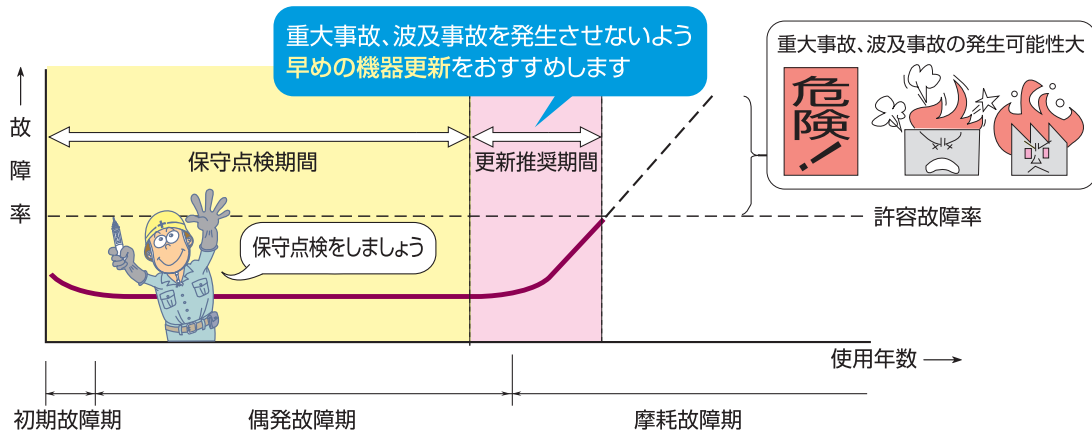 重大事故、波及事故を発生させないよう
早めの機器更新をおすすめします
重大事故、波及事故の発生可能性大
危険!
故障率
保守点検期間
更新推奨期間
許容故障率
保守点検をしましょう
使用年数
初期故障期
偶発故障期
摩耗故障期